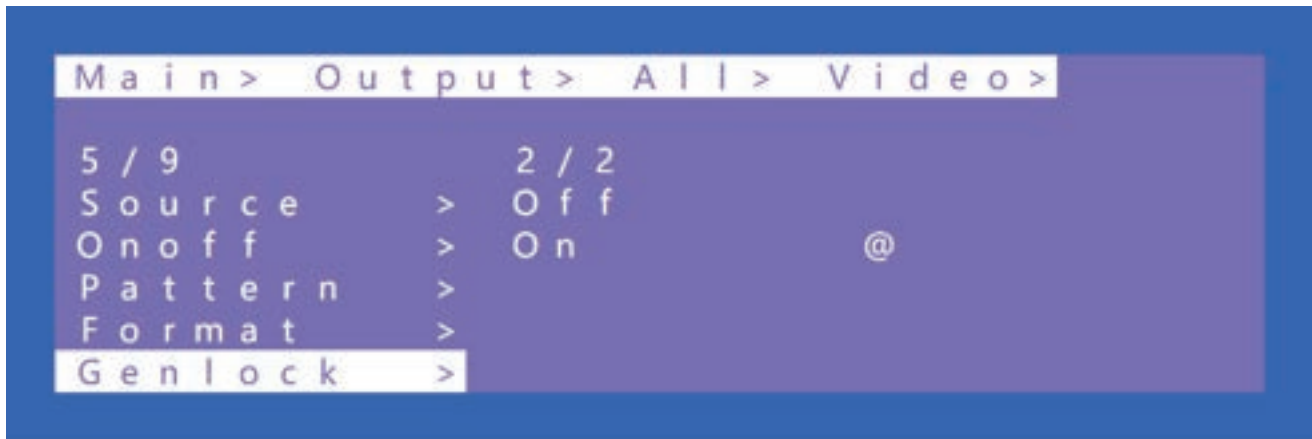 Main> Output> All> Video>
5/9 2/2
Source > Off
Onoff > On @
Pattern >
Format >
Genlock >